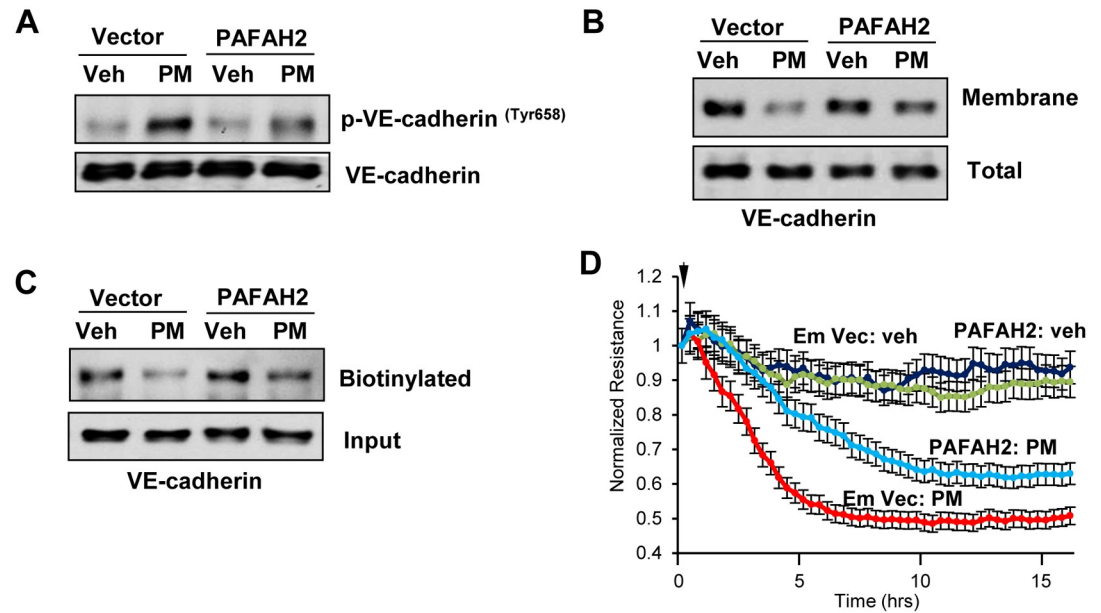 A
Vector PAFAH2
Veh PM Veh PM
p-VE-cadherin (Tyr658)
VE-cadherin
B
Vector PAFAH2
Veh PM Veh PM
Membrane
Total
VE-cadherin
C
Vector PAFAH2
Veh PM Veh PM
Biotinylated
Input
VE-cadherin
D
Normalized Resistance
1.2
1.1
1
0.9
0.8
0.7
0.6
0.5
0.4
Em Vec: veh
PAFAH2: veh
PAFAH2: PM
Em Vec: PM
0 5 10 15
Time (hrs)